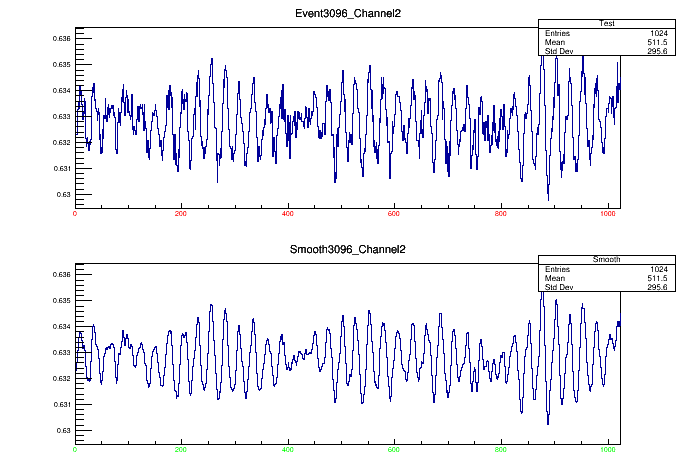 Event3096_Channel2
Test
Entries 1024
Mean 511.5
Std Dev 295.6
0.636
0.635
0.634
0.633
0.632
0.631
0.63
0 200 400 600 800 1000
Smooth3096_Channel2
Smooth
Entries 1024
Mean 511.5
Std Dev 295.6
0.636
0.635
0.634
0.633
0.632
0.631
0.63
0 200 400 600 800 1000